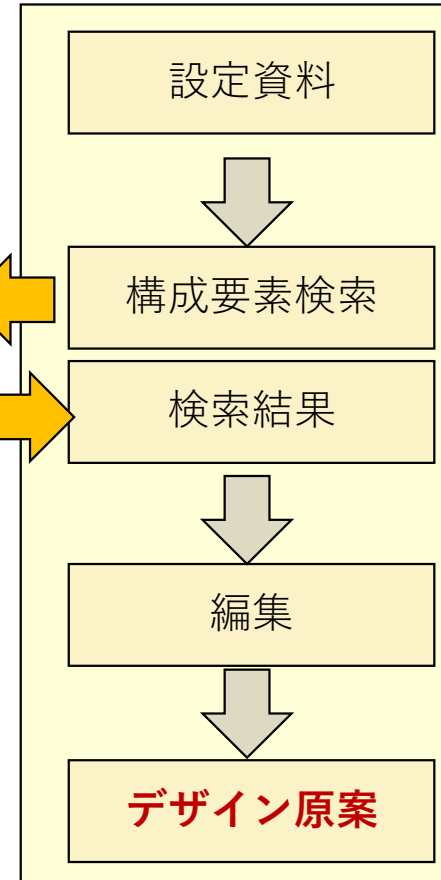 設定資料
構成要素検索
検索結果
編集
デザイン原案